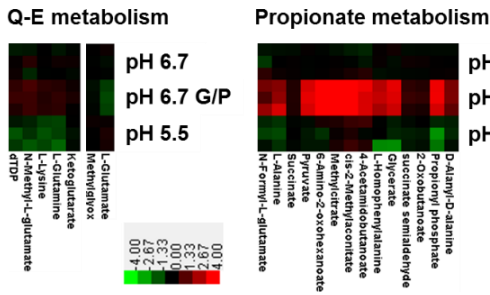 Q-E metabolism
Propionate metabolism
pH 6.7
pH 6.7 G/P
pH 5.5
pH
pH
pH
dTDP
N-Methyl-L-glutamate
L-Lysine
L-Glutamine
Ketoglutarate
Methylglyox
L-Glutamate
N-Formyl-L-glutamate
L-Alanine
Succinate
Pyruvate
6-Amino-2-oxohexanoate
Methylcitrate
cis-2-Methylaconitate
4-Acetamidobutanoate
L-Homophenylalanine
Glycerate
succinate semialdehyde
2-Oxobutanoate
Propionyl phosphate
D-Alanyl-D-alanine
-4.00
-2.67
-1.33
0.00
1.33
2.67
4.00